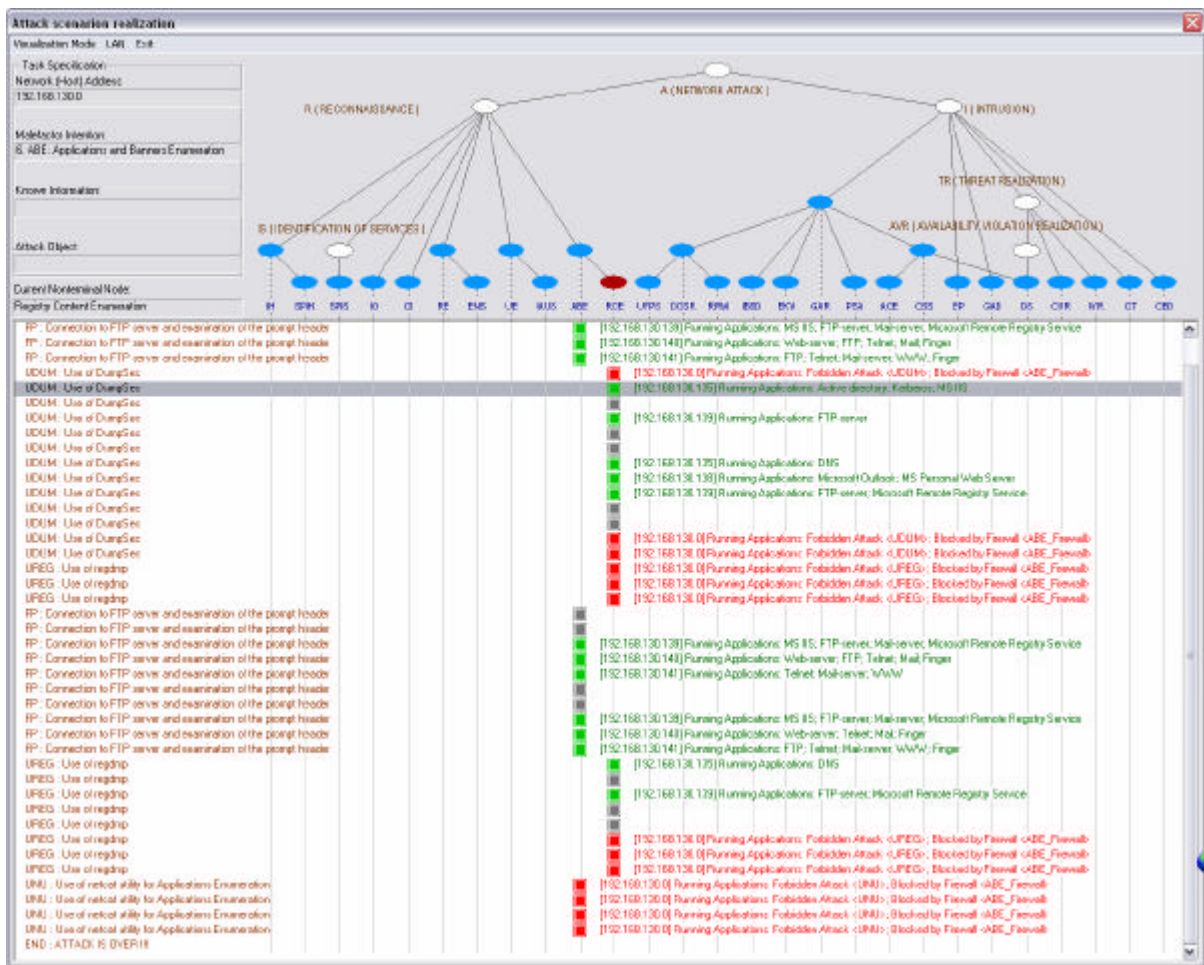 Attack scenarion realization
Visualization Mode LAN Exit
Task Specification
Network (Host) Address
192.168.130.0
Malefactor Intention:
6. ABE: Applications and Banners Enumeration
Known Information:
Attack Object:
Current Nonterminal Node:
Registry Content Enumeration
A ( NETWORK ATTACK )
R ( RECONNAISSANCE )
I ( INTRUSION )
TR ( THREAT REALIZATION )
IS ( IDENTIFICATION OF SERVICES )
AVR ( AVAILABILITY VIOLATION REALIZATION )
IH SPIH SPIS IO CI RE ENS UE ABE RCE GAR ACE CSS EP GAD DS CVR CT CBD
FP : Connection to FTP server and examination of the prompt header [192.168.130.139] Running Applications: MS IIS; FTP-server; Mail-server; Microsoft Remote Registry Service
FP : Connection to FTP server and examination of the prompt header [192.168.130.140] Running Applications: Web-server; FTP; Telnet; Mail; Finger
FP : Connection to FTP server and examination of the prompt header [192.168.130.141] Running Applications: FTP; Telnet; Mail-server; WWW; Finger
UDUM : Use of DumpSec [192.168.130.0] Running Applications: Forbidden Attack <UDUM>; Blocked by Firewall <ABE_Firewall>
UDUM : Use of DumpSec [192.168.130.135] Running Applications: Active directory; Kerberos; MS IIS
UDUM : Use of DumpSec
UDUM : Use of DumpSec [192.168.130.139] Running Applications: FTP-server
UDUM : Use of DumpSec
UDUM : Use of DumpSec
UDUM : Use of DumpSec [192.168.130.135] Running Applications: DNS
UDUM : Use of DumpSec [192.168.130.138] Running Applications: Microsoft Outlook; MS Personal Web Server
UDUM : Use of DumpSec [192.168.130.139] Running Applications: FTP-server; Microsoft Remote Registry Service
UDUM : Use of DumpSec
UDUM : Use of DumpSec
UDUM : Use of DumpSec [192.168.130.0] Running Applications: Forbidden Attack <UDUM>; Blocked by Firewall <ABE_Firewall>
UDUM : Use of DumpSec [192.168.130.0] Running Applications: Forbidden Attack <UDUM>; Blocked by Firewall <ABE_Firewall>
UREG : Use of regdmp [192.168.130.0] Running Applications: Forbidden Attack <UREG>; Blocked by Firewall <ABE_Firewall>
UREG : Use of regdmp [192.168.130.0] Running Applications: Forbidden Attack <UREG>; Blocked by Firewall <ABE_Firewall>
UREG : Use of regdmp [192.168.130.0] Running Applications: Forbidden Attack <UREG>; Blocked by Firewall <ABE_Firewall>
FP : Connection to FTP server and examination of the prompt header
FP : Connection to FTP server and examination of the prompt header
FP : Connection to FTP server and examination of the prompt header [192.168.130.139] Running Applications: MS IIS; FTP-server; Mail-server; Microsoft Remote Registry Service
FP : Connection to FTP server and examination of the prompt header [192.168.130.140] Running Applications: Web-server; FTP; Telnet; Mail; Finger
FP : Connection to FTP server and examination of the prompt header [192.168.130.141] Running Applications: Telnet; Mail-server; WWW
FP : Connection to FTP server and examination of the prompt header
FP : Connection to FTP server and examination of the prompt header
FP : Connection to FTP server and examination of the prompt header [192.168.130.139] Running Applications: MS IIS; FTP-server; Mail-server; Microsoft Remote Registry Service
FP : Connection to FTP server and examination of the prompt header [192.168.130.140] Running Applications: Web-server; Telnet; Mail; Finger
FP : Connection to FTP server and examination of the prompt header [192.168.130.141] Running Applications: FTP; Telnet; Mail-server; WWW; Finger
UREG : Use of regdmp [192.168.130.135] Running Applications: DNS
UREG : Use of regdmp
UREG : Use of regdmp [192.168.130.139] Running Applications: FTP-server; Microsoft Remote Registry Service
UREG : Use of regdmp
UREG : Use of regdmp
UREG : Use of regdmp [192.168.130.0] Running Applications: Forbidden Attack <UREG>; Blocked by Firewall <ABE_Firewall>
UREG : Use of regdmp [192.168.130.0] Running Applications: Forbidden Attack <UREG>; Blocked by Firewall <ABE_Firewall>
UREG : Use of regdmp [192.168.130.0] Running Applications: Forbidden Attack <UREG>; Blocked by Firewall <ABE_Firewall>
UNU : Use of netcat utility for Applications Enumeration [192.168.130.0] Running Applications: Forbidden Attack <UNU>; Blocked by Firewall <ABE_Firewall>
UNU : Use of netcat utility for Applications Enumeration [192.168.130.0] Running Applications: Forbidden Attack <UNU>; Blocked by Firewall <ABE_Firewall>
UNU : Use of netcat utility for Applications Enumeration [192.168.130.0] Running Applications: Forbidden Attack <UNU>; Blocked by Firewall <ABE_Firewall>
UNU : Use of netcat utility for Applications Enumeration [192.168.130.0] Running Applications: Forbidden Attack <UNU>; Blocked by Firewall <ABE_Firewall>
END : ATTACK IS OVER!!!